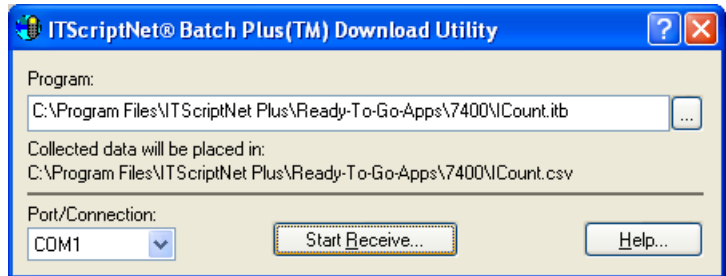 ITScriptNet® Batch Plus(TM) Download Utility
Program:
C:\Program Files\ITScriptNet Plus\Ready-To-Go-Apps\7400\ICount.itb
...
Collected data will be placed in:
C:\Program Files\ITScriptNet Plus\Ready-To-Go-Apps\7400\ICount.csv
Port/Connection:
COM1 Start Receive... Help...